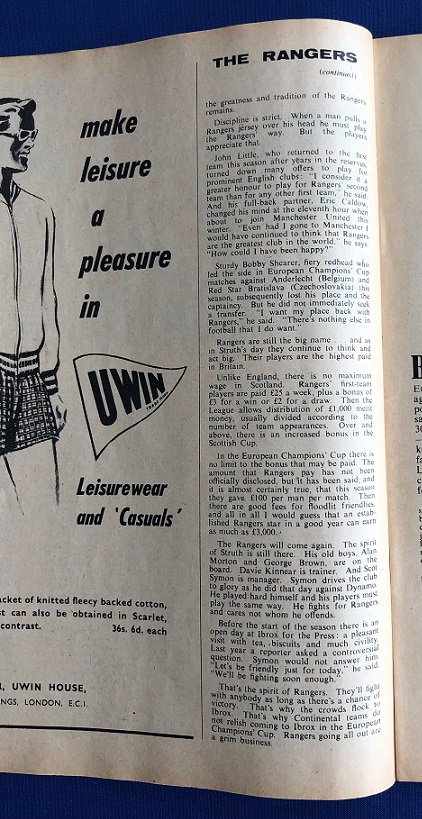 make
leisure
a
pleasure
in
UWIN
TRADE MARK
Leisurewear
and 'Casuals'
acket of knitted fleecy backed cotton,
st can also be obtained in Scarlet,
contrast.
36s. 6d. each
R, UWIN HOUSE,
NGS, LONDON, E.C.1.
THE RANGERS
(continued)
the greatness and tradition of the Rangers
remains.
Discipline is strict. When a man pulls a
Rangers jersey over his head he must play
the Rangers' way. But the players
appreciate that.
John Little, who returned to the first
team this season after years in the reserves,
turned down many offers to play for
prominent English clubs: "I consider it a
greater honour to play for Rangers' second
team than for any other first team," he said.
And his full-back partner, Eric Caldow,
changed his mind at the eleventh hour when
about to join Manchester United this
winter. "Even had I gone to Manchester I
would have continued to think that Rangers
are the greatest club in the world," he says.
"How could I have been happy?"
Sturdy Bobby Shearer, fiery redhead who
led the side in European Champions' Cup
matches against Anderlecht (Belgium) and
Red Star Bratislava (Czechoslovakia) this
season, subsequently lost his place and the
captaincy. But he did not immediately seek
a transfer. "I want my place back with
Rangers," he said. "There's nothing else in
football that I do want."
Rangers are still the big name . . . and as
in Struth's day they continue to think and
act big. Their players are the highest paid
in Britain.
Unlike England, there is no maximum
wage in Scotland. Rangers' first-team
players are paid £25 a week, plus a bonus of
£3 for a win or £2 for a draw. Then the
League allows distribution of £1,000 merit
money, usually divided according to the
number of team appearances. Over and
above, there is an increased bonus in the
Scottish Cup.
In the European Champions' Cup there is
no limit to the bonus that may be paid. The
amount that Rangers pay has not been
officially disclosed, but it has been said, and
it is almost certainly true, that this season
they gave £100 per man per match. Then
there are good fees for floodlit friendlies,
and all in all I would guess that an estab-
lished Rangers star in a good year can earn
as much as £3,000.
The Rangers will come again. The spirit
of Struth is still there. His old boys, Alan
Morton and George Brown, are on the
board. Davie Kinnear is trainer. And Scot
Symon is manager. Symon drives the club
to glory as he did that day against Dynamo.
He played hard himself and his players must
play the same way. He fights for Rangers
and cares not whom he offends.
Before the start of the season there is an
open day at Ibrox for the Press: a pleasant
visit with tea, biscuits and much civility.
Last year a reporter asked a controversial
question. Symon would not answer him.
"Let's be friendly just for today," he said.
"We'll be fighting soon enough."
That's the spirit of Rangers. They'll fight
with anybody as long as there's a chance of
victory. That's why the crowds flock to
Ibrox. That's why Continental teams do
not relish coming to Ibrox in the European
Champions' Cup. Rangers going all out are
a grim business.